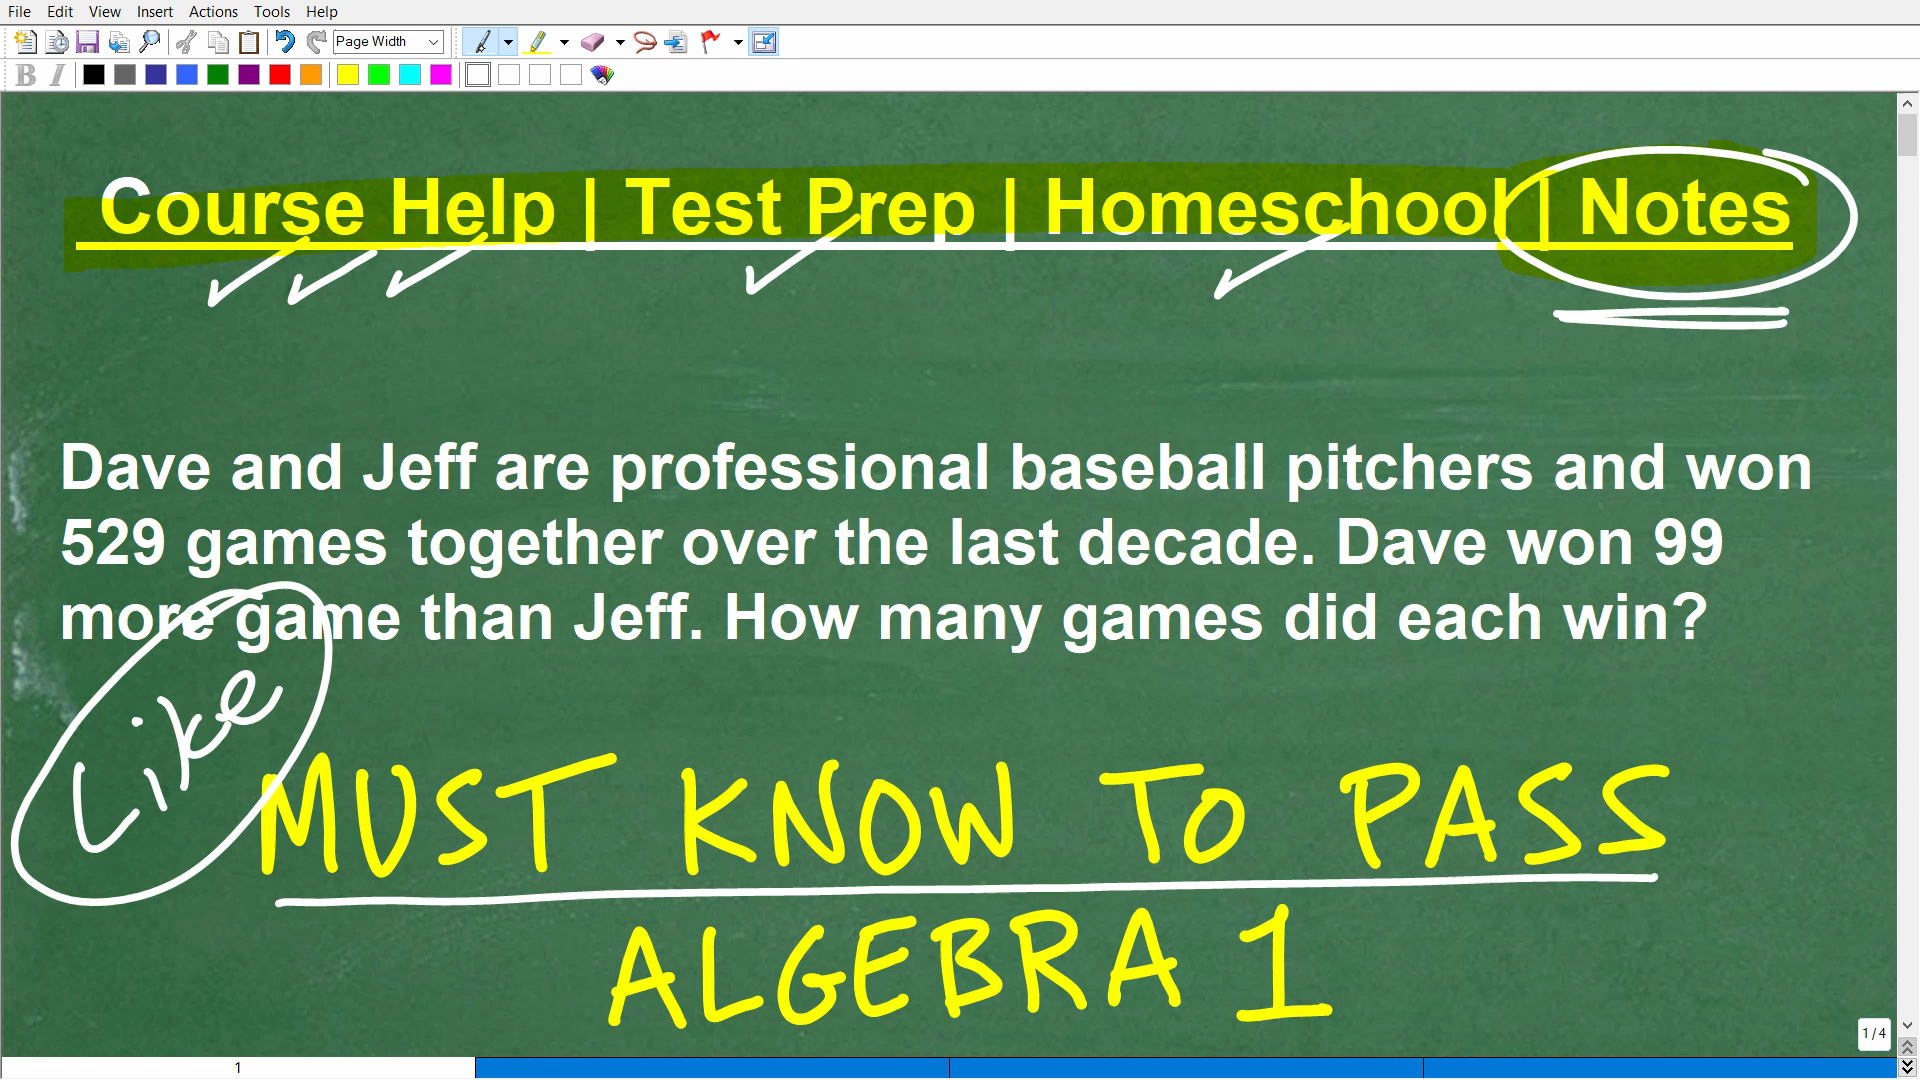 File Edit View Insert Actions Tools Help
Page Width
B I
Course Help | Test Prep | Homeschool | Notes
Dave and Jeff are professional baseball pitchers and won
529 games together over the last decade. Dave won 99
more game than Jeff. How many games did each win?
Like
MUST KNOW TO PASS
ALGEBRA 1
1 / 4
1